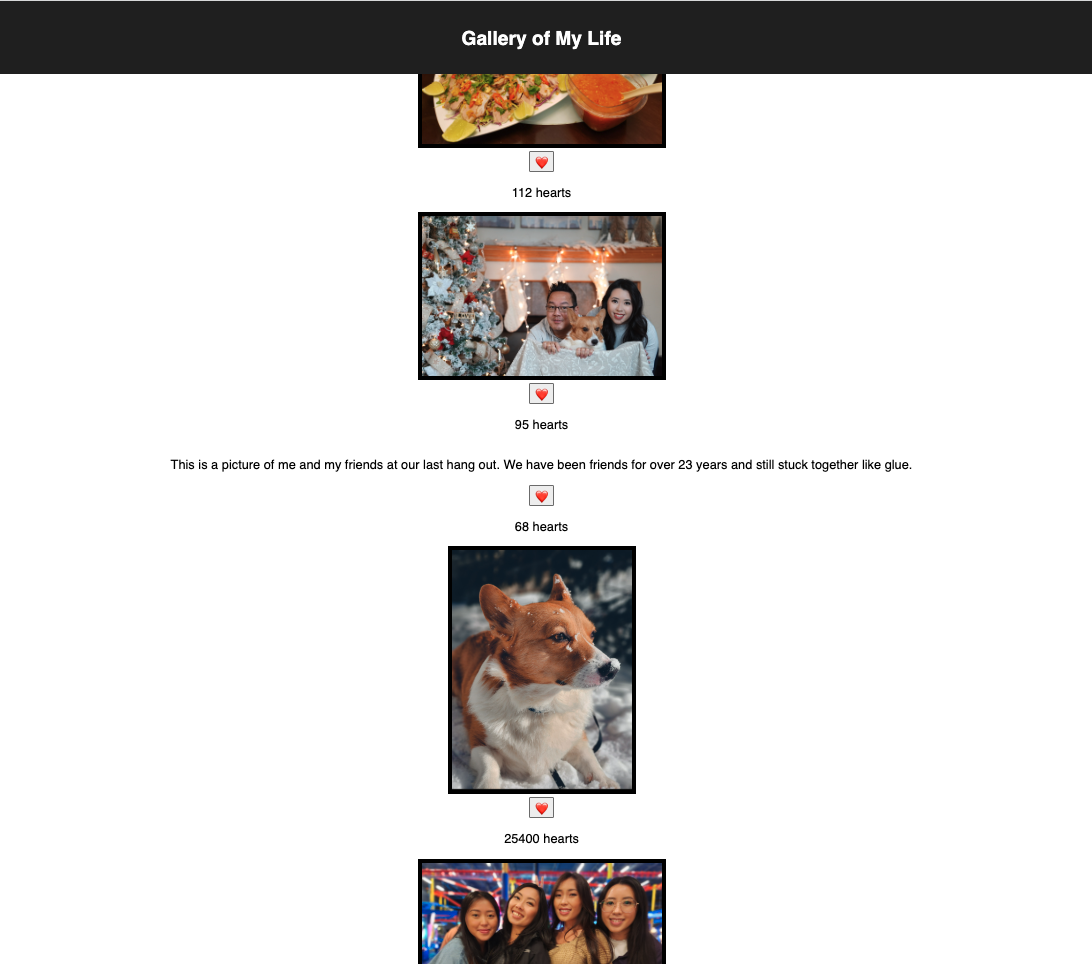 Gallery of My Life
❤️
112 hearts
❤️
95 hearts
This is a picture of me and my friends at our last hang out. We have been friends for over 23 years and still stuck together like glue.
❤️
68 hearts
❤️
25400 hearts